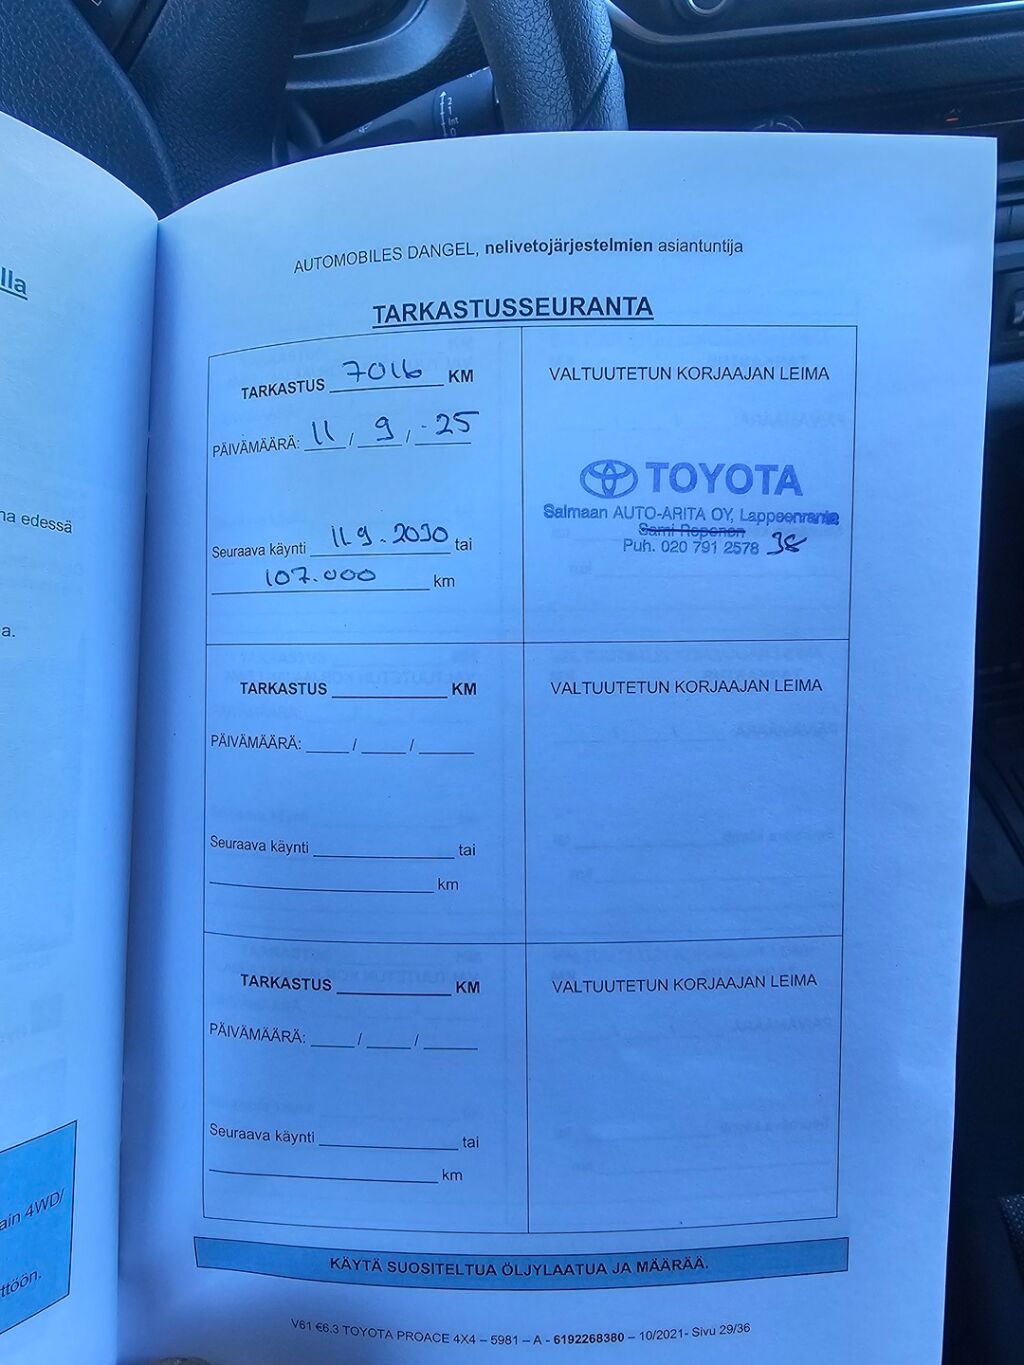 lla
na edessä
a.
ain 4WD/
ttöön.
AUTOMOBILES DANGEL, nelivetojärjestelmien asiantuntija
TARKASTUSSEURANTA
TARKASTUS 7016 KM
PÄIVÄMÄÄRÄ: 11 / 9 / -25
Seuraava käynti 11.9.2030 tai
107.000 km
VALTUUTETUN KORJAAJAN LEIMA
TOYOTA
Saimaan AUTO-ARITA OY, Lappeenranta
Sami Reponen
Puh. 020 791 2578
TARKASTUS KM
PÄIVÄMÄÄRÄ: / /
Seuraava käynti tai
km
VALTUUTETUN KORJAAJAN LEIMA
TARKASTUS KM
PÄIVÄMÄÄRÄ: / /
Seuraava käynti tai
km
VALTUUTETUN KORJAAJAN LEIMA
KÄYTÄ SUOSITELTUA ÖLJYLAATUA JA MÄÄRÄÄ.
V61 €6.3 TOYOTA PROACE 4X4 – 5981 – A - 6192268380 – 10/2021- Sivu 29/36